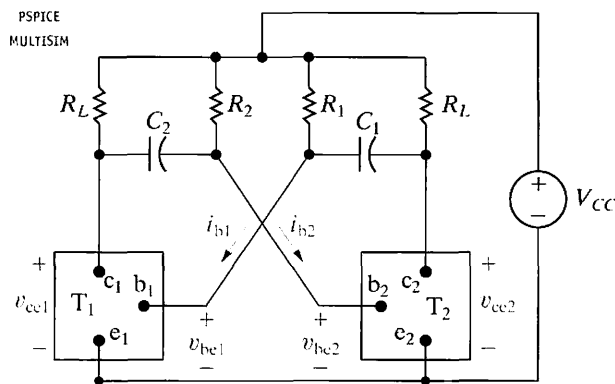 PSPICE
MULTISIM
R_L
R_2
R_1
R_L
C_2
C_1
+
−
V_CC
i_b1
i_b2
+
v_ce1
−
c_1
T_1
b_1
e_1
+
v_be1
−
+
v_be2
−
b_2
c_2
T_2
e_2
+
v_ce2
−